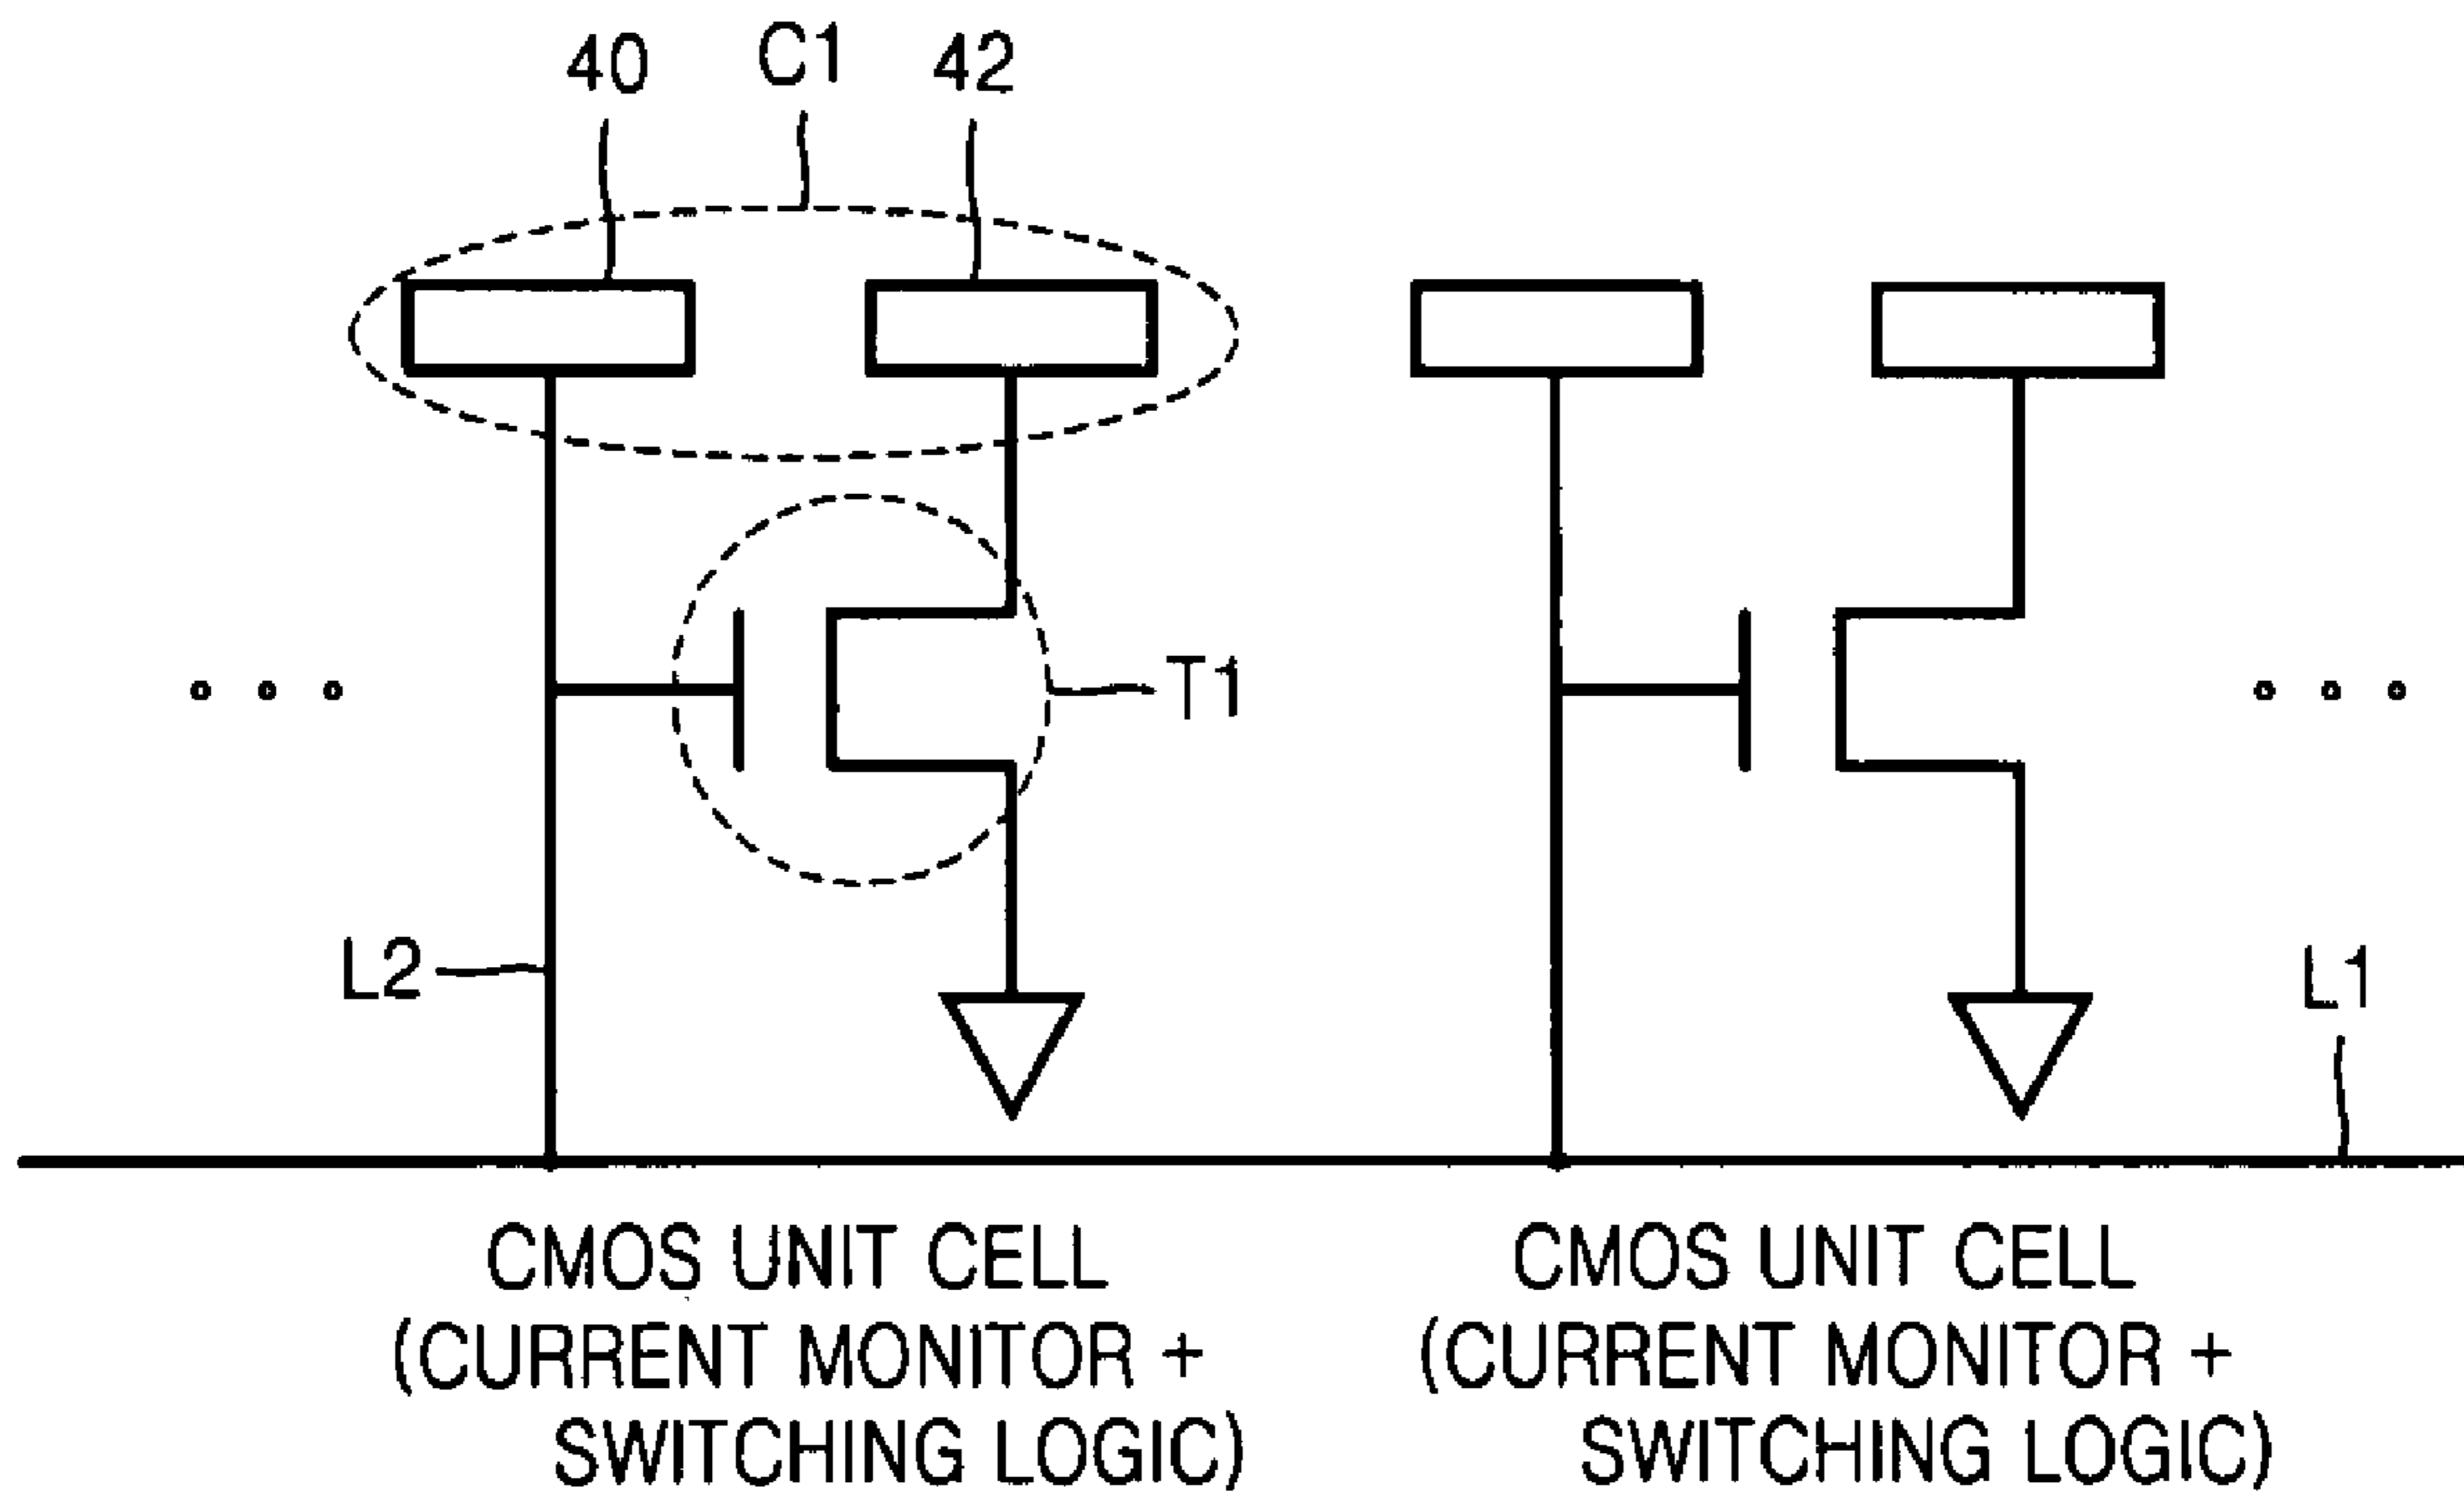 40 C1 42
T1
L2
L1
CMOS UNIT CELL
(CURRENT MONITOR +
SWITCHING LOGIC)
CMOS UNIT CELL
(CURRENT MONITOR +
SWITCHING LOGIC)